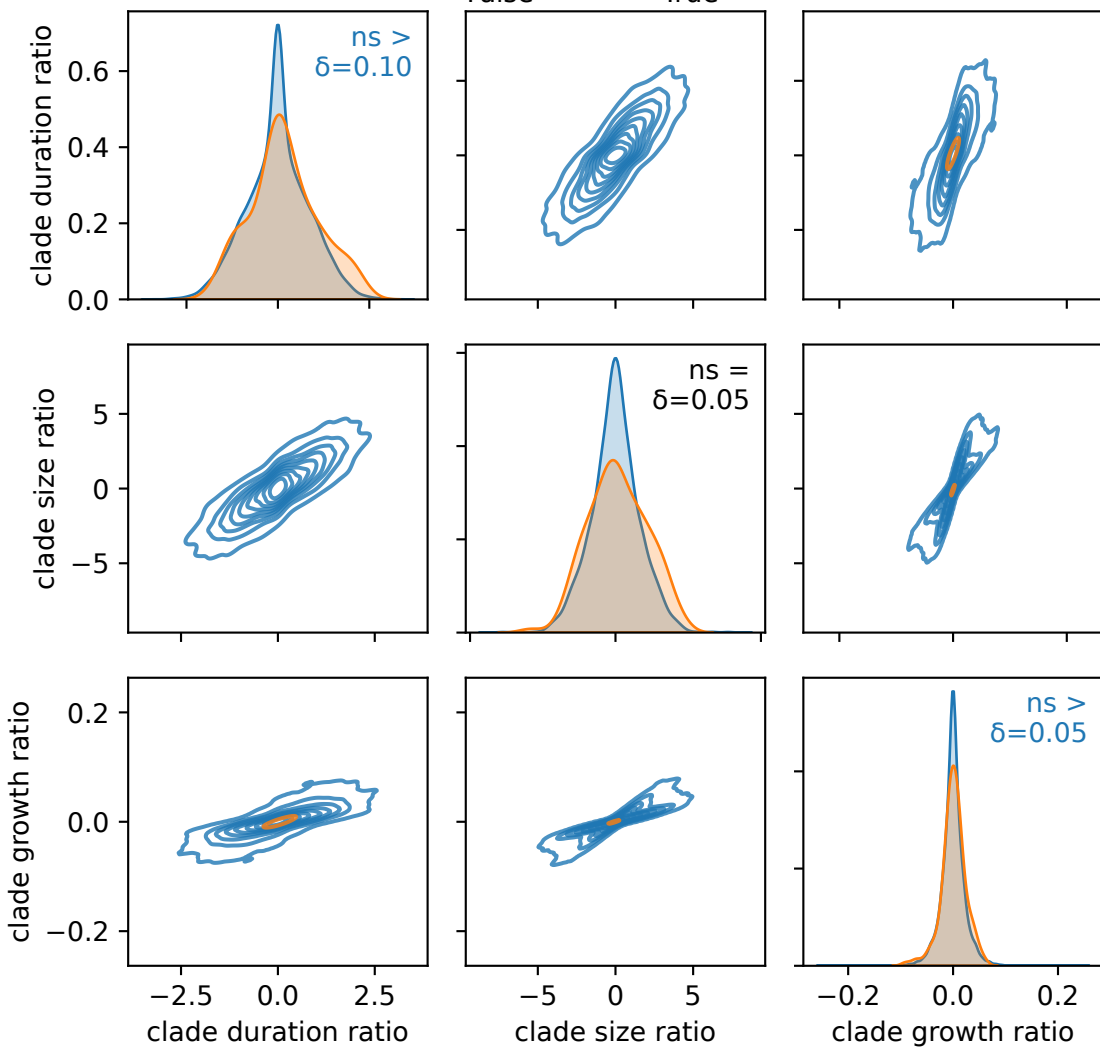 clade duration ratio
0.6
0.4
0.2
0.0
ns >
δ=0.10
clade size ratio
5
0
−5
ns =
δ=0.05
clade growth ratio
0.2
0.0
−0.2
ns >
δ=0.05
−2.5 0.0 2.5
−5 0 5
−0.2 0.0 0.2
clade duration ratio
clade size ratio
clade growth ratio